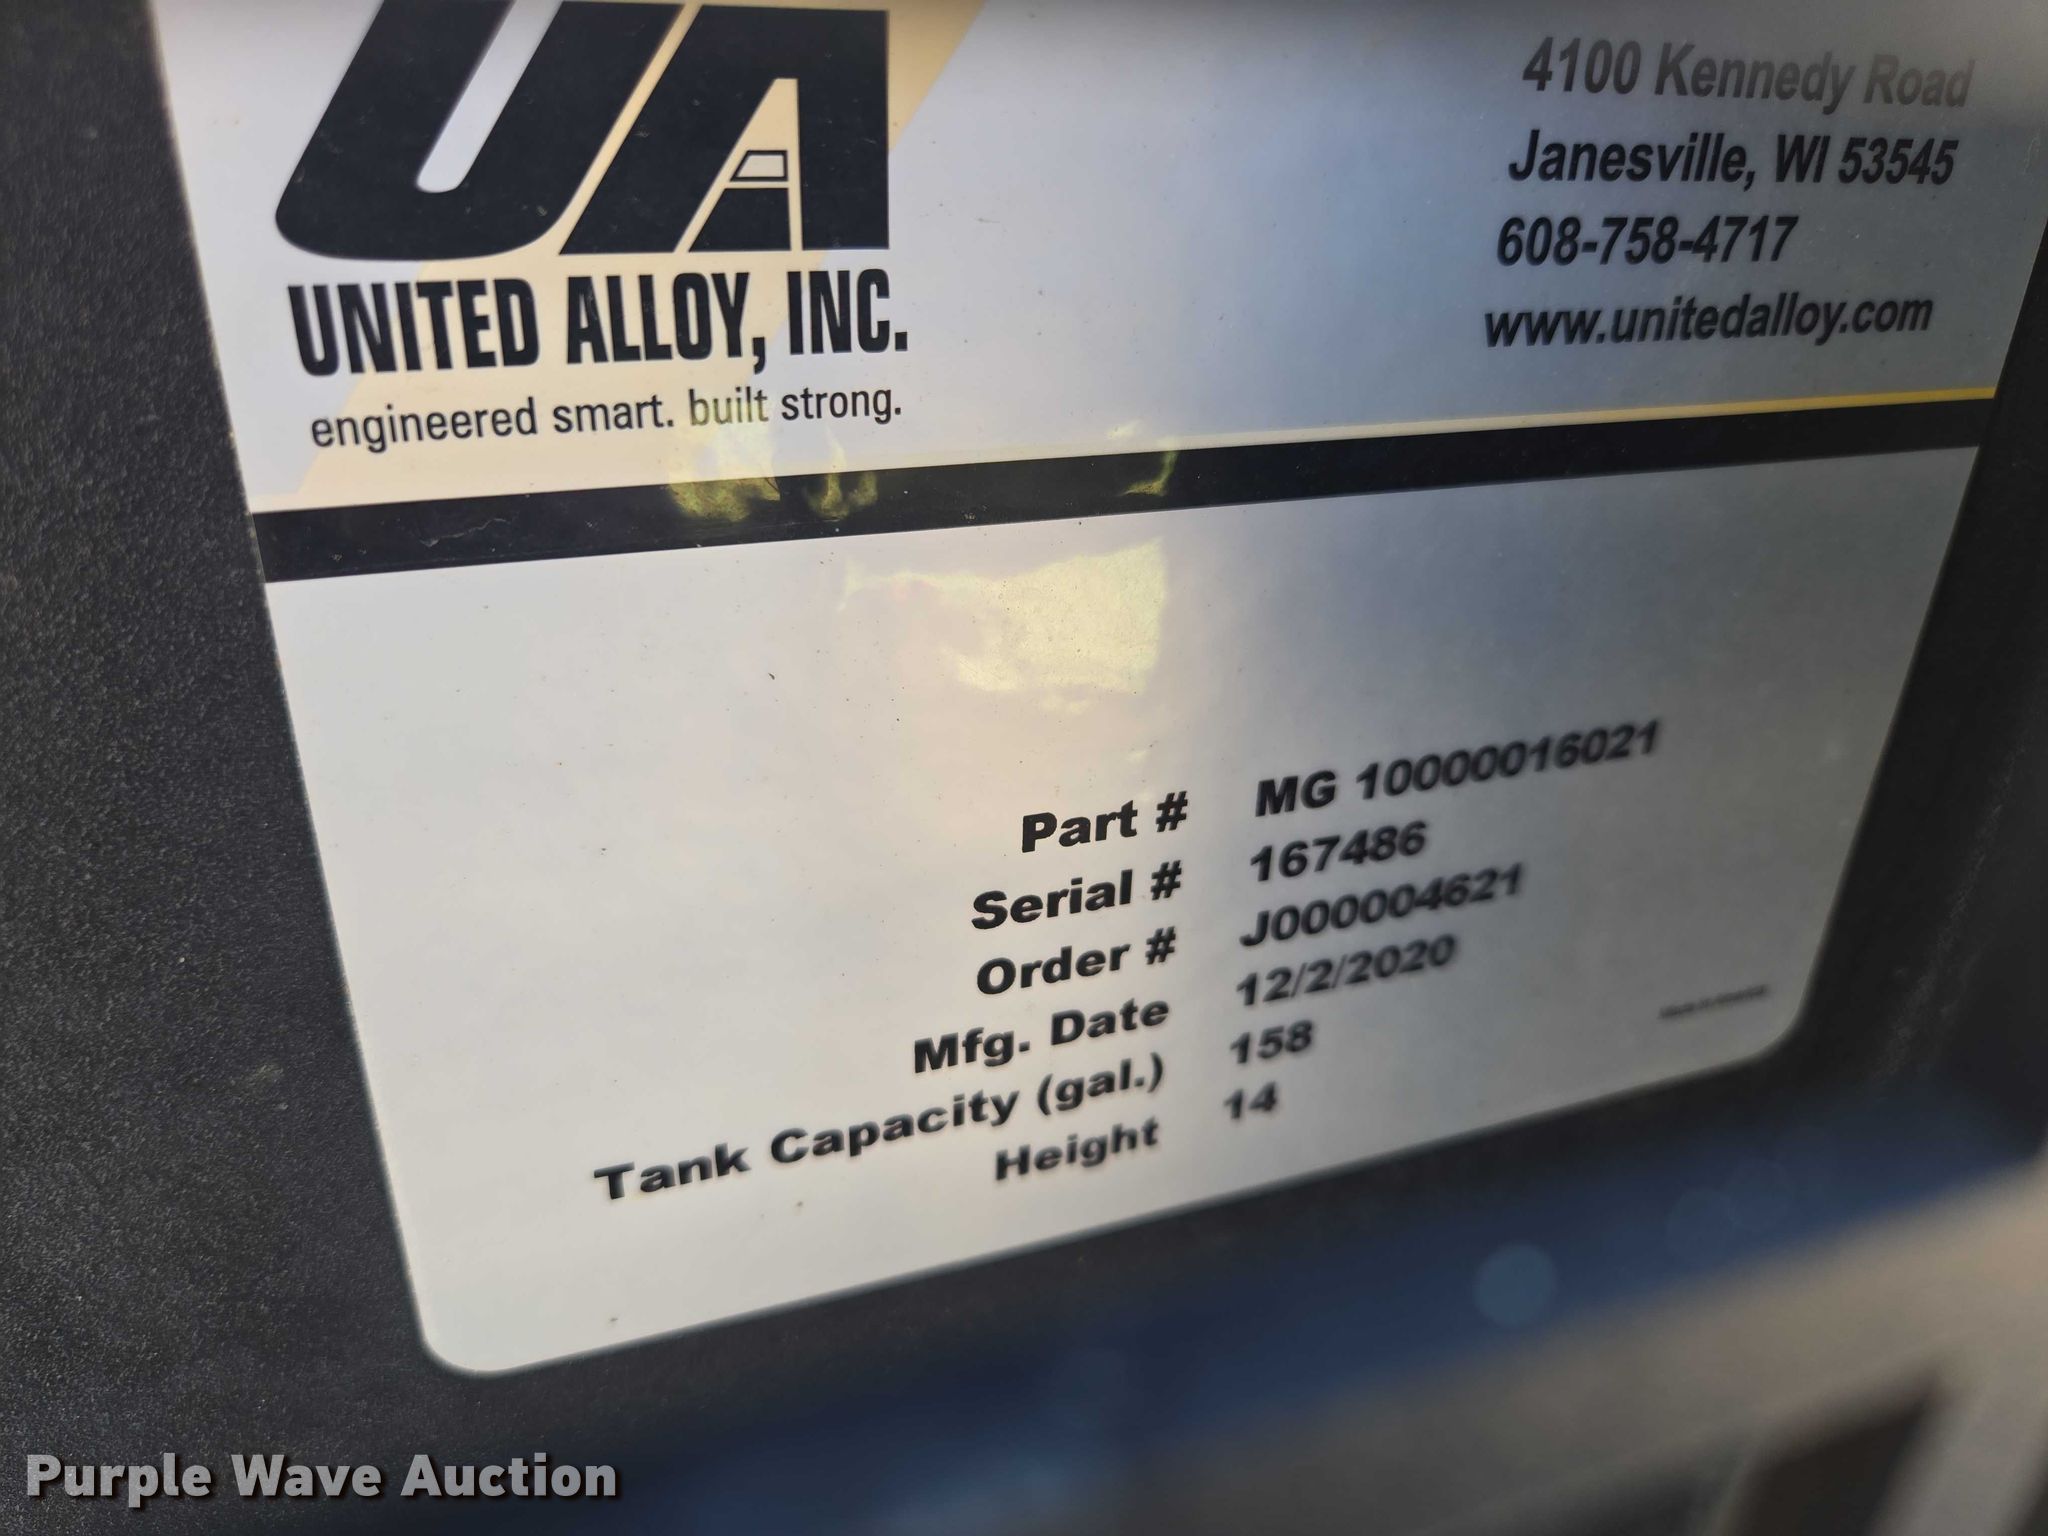 UA
UNITED ALLOY, INC.
engineered smart. built strong.
4100 Kennedy Road
Janesville, WI 53545
608-758-4717
www.unitedalloy.com
Part # MG 10000016021
Serial # 167486
Order # J000004621
Mfg. Date 12/2/2020
Tank Capacity (gal.) 158
Height 14
Purple Wave Auction